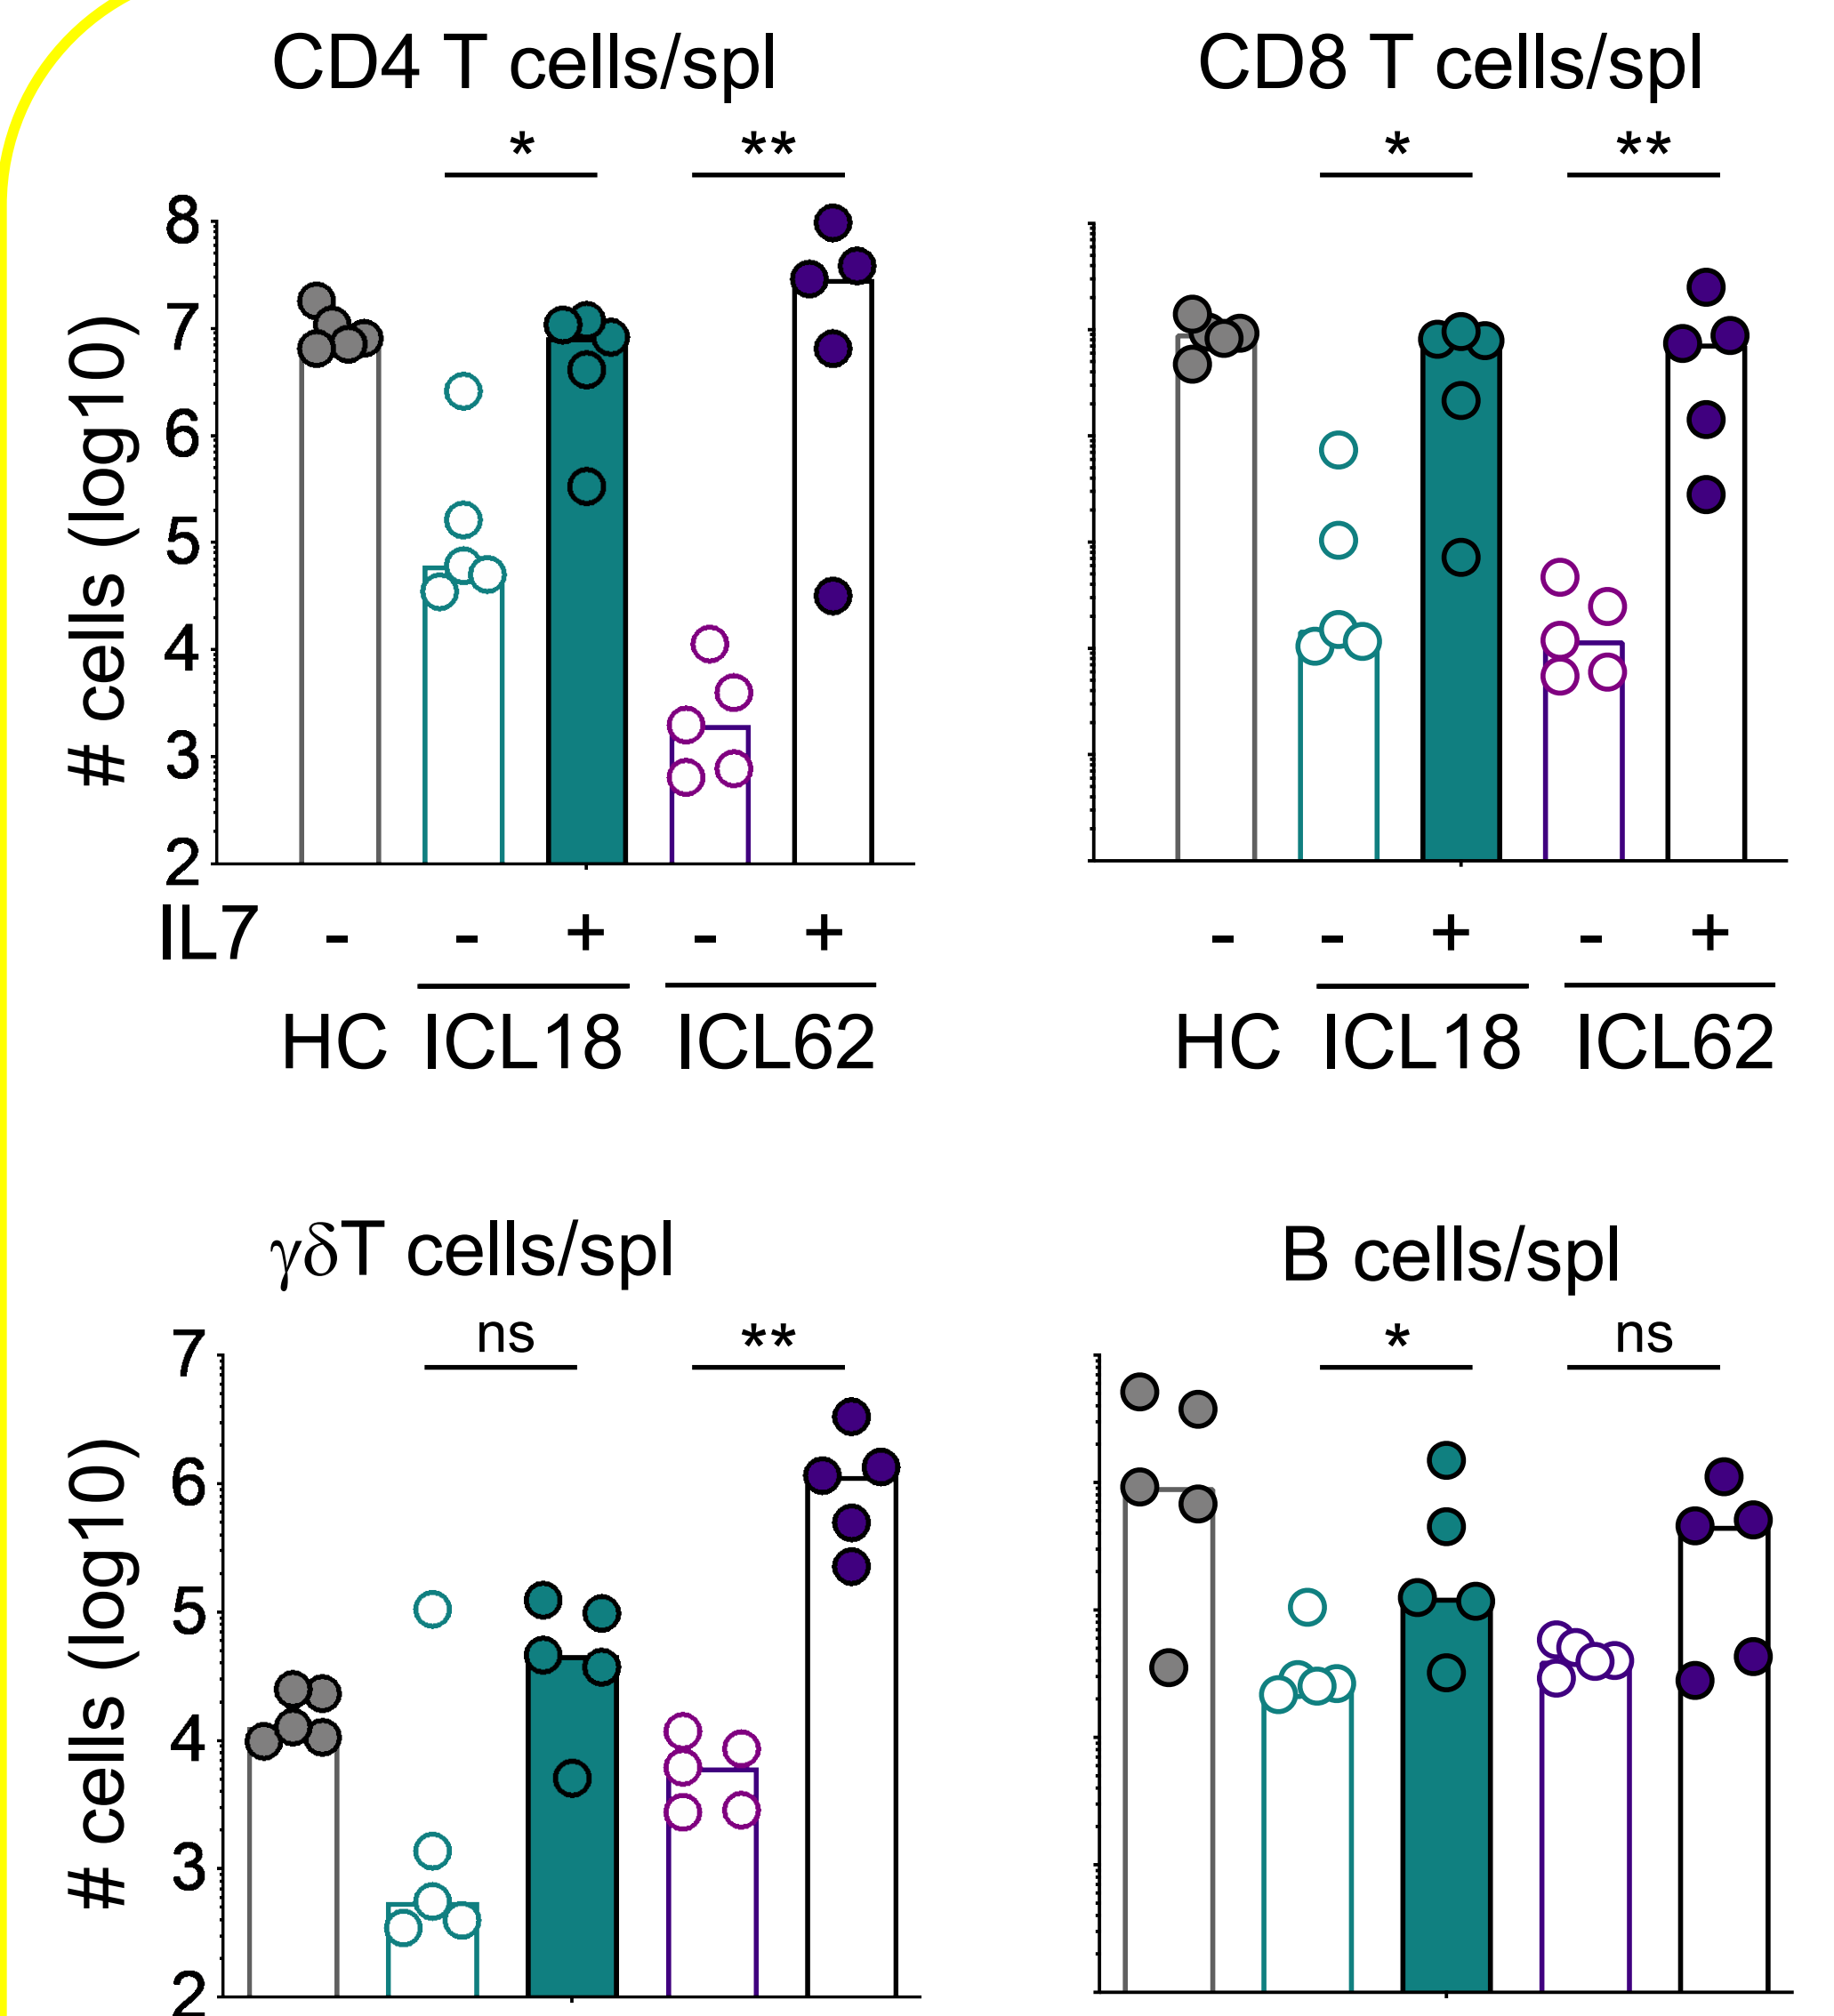 CD4 T cells/spl
CD8 T cells/spl
* **
* **
# cells (log10)
8
7
6
5
4
3
2
IL7 - - + - +
- - + - +
HC ICL18 ICL62
HC ICL18 ICL62
γδT cells/spl
B cells/spl
ns **
* ns
# cells (log10)
7
6
5
4
3
2